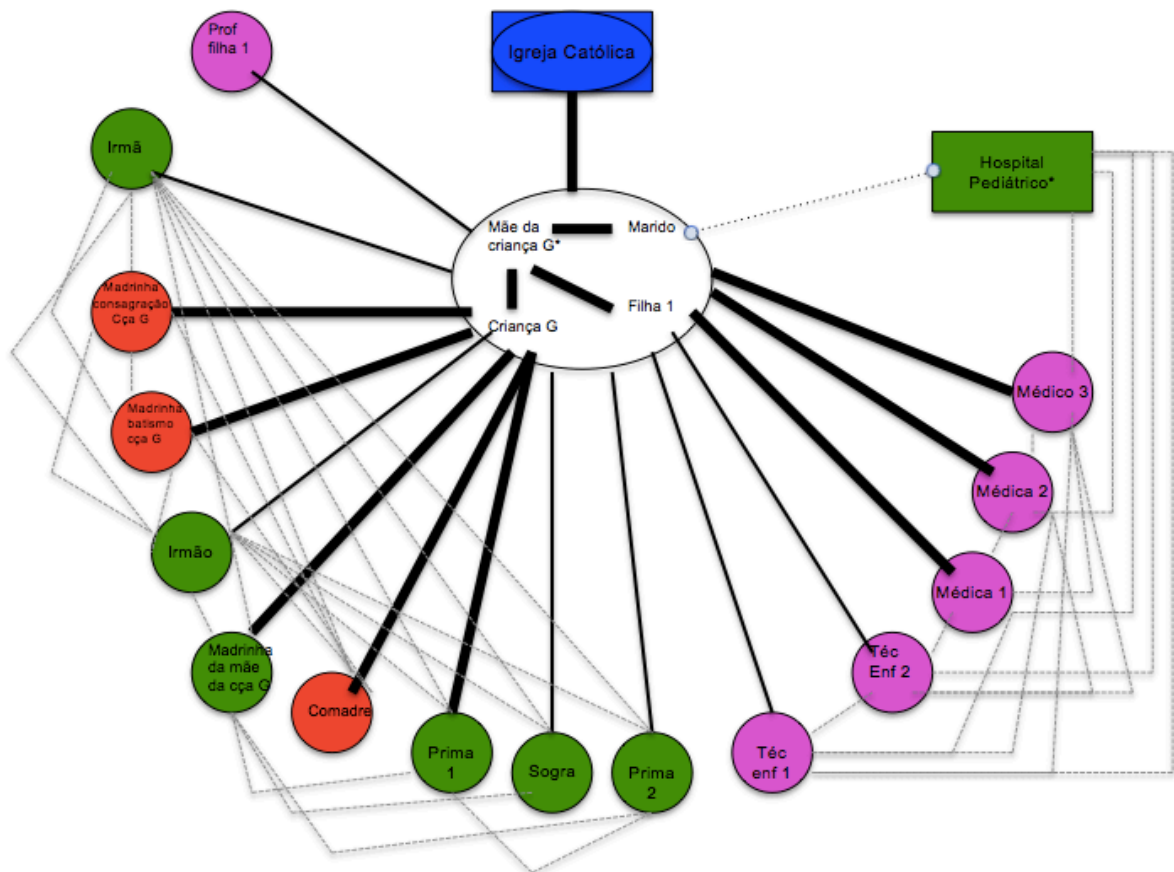 Prof
filha 1
Igreja Católica
Irmã
Hospital
Pediátrico*
Mãe da
criança G*
Marido
Filha 1
Criança G
Madrinha
consagração
Cça G
Madrinha
batismo
cça G
Médico 3
Médica 2
Irmão
Médica 1
Madrinha
da mãe
da cça G
Téc
Enf 2
Comadre
Prima
1
Sogra
Prima
2
Téc
enf 1